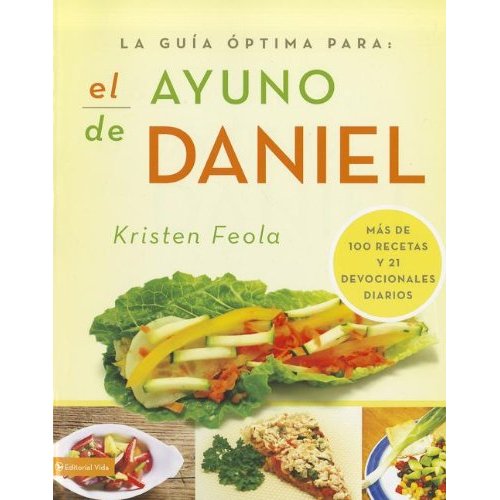 LA GUÍA ÓPTIMA PARA:
el AYUNO
de DANIEL
Kristen Feola
MÁS DE
100 RECETAS
Y 21
DEVOCIONALES
DIARIOS
Editorial Vida